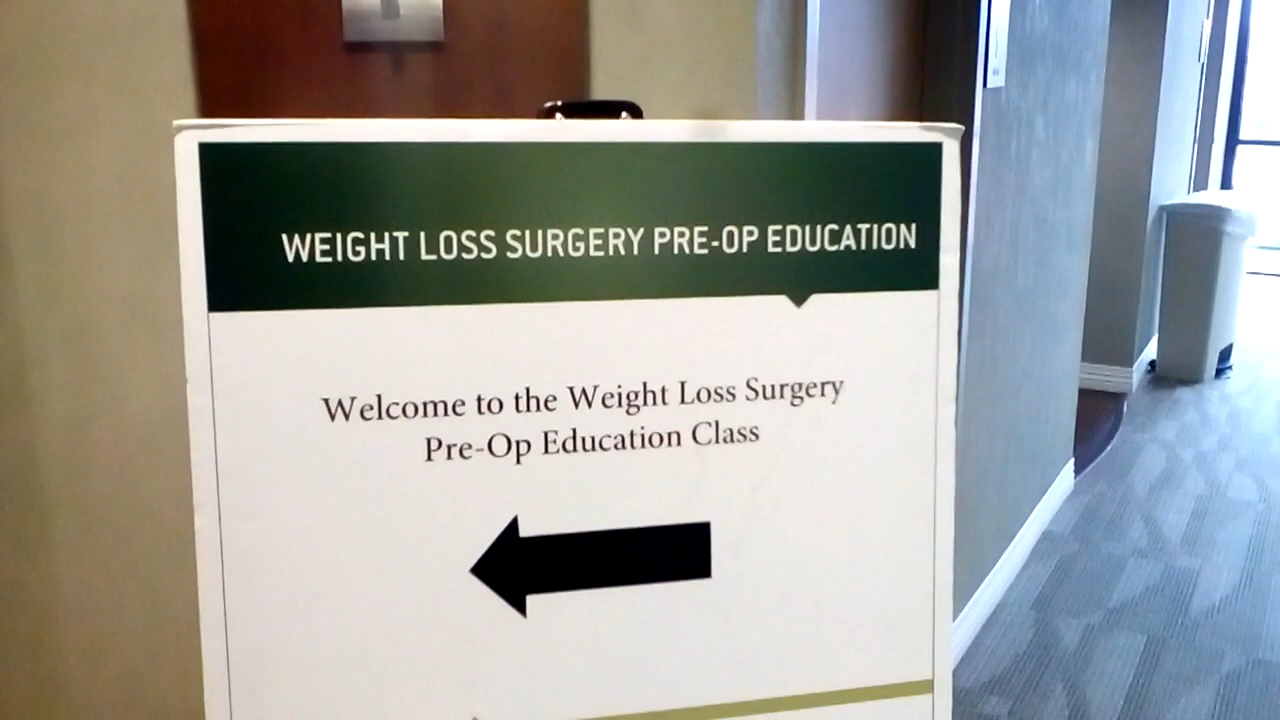 WEIGHT LOSS SURGERY PRE-OP EDUCATION
Welcome to the Weight Loss Surgery
Pre-Op Education Class